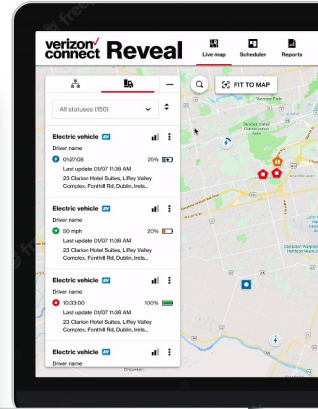 verizon
connect Reveal
Live map
Scheduler
Reports
FIT TO MAP
All statuses (150)
Electric vehicle EV
Driver name
01:27:08
25%
Last update 01/07 11:36 AM
23 Clarion Hotel Suites, Liffey Valley
Complex, Fonthill Rd, Dublin, Irela...
Electric vehicle EV
Driver name
50 mph
20%
Last update 01/07 11:36 AM
23 Clarion Hotel Suites, Liffey Valley
Complex, Fonthill Rd, Dublin, Irela...
Electric vehicle EV
Driver name
10:33:00
100%
Last update 01/07 11:36 AM
23 Clarion Hotel Suites, Liffey Valley
Complex, Fonthill Rd, Dublin, Irela...
Electric vehicle EV
Driver name